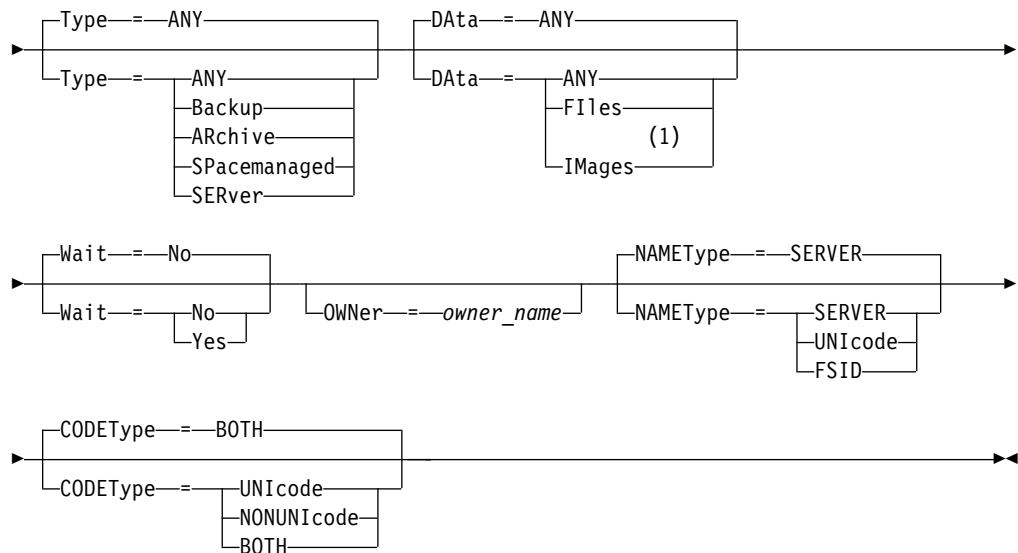 Type = ANY DAta = ANY
Type = ANY DAta = ANY
Backup FIles
ARchive (1)
SPacemanaged IMages
SERver
Wait = No NAMEType = SERVER
Wait = No OWNer = owner_name NAMEType = SERVER
Yes UNIcode
FSID
CODEType = BOTH
CODEType = UNIcode
NONUNIcode
BOTH